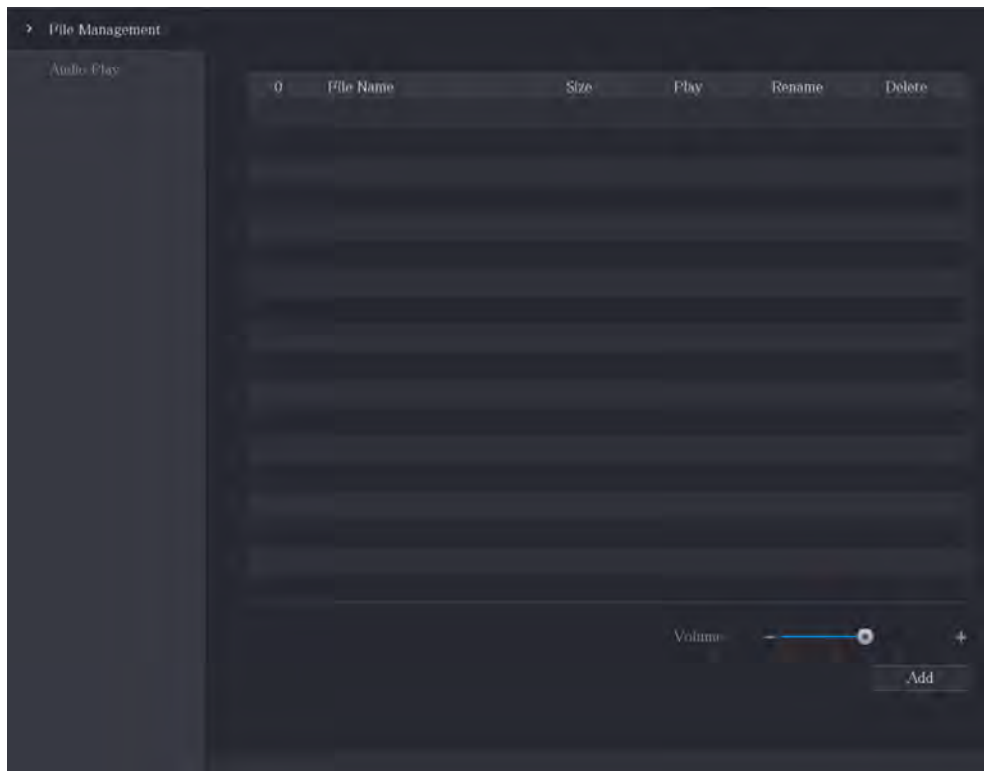 > File Management
Audio Play
0 File Name Size Play Rename Delete
Volume - +
Add